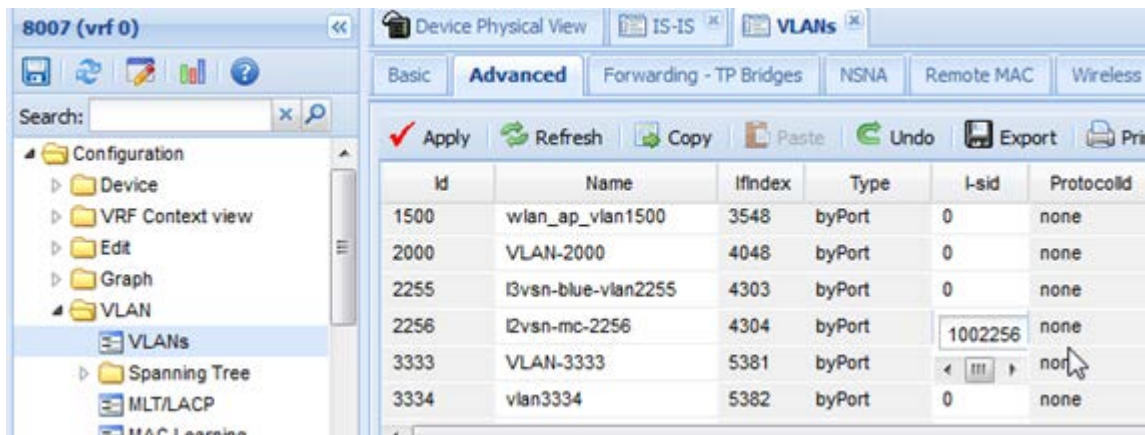 8007 (vrf 0)
Search:
Configuration
Device
VRF Context view
Edit
Graph
VLAN
VLANs
Spanning Tree
MLT/LACP
MAC Learning
Device Physical View IS-IS VLANs
Basic Advanced Forwarding - TP Bridges NSNA Remote MAC Wireless
Apply Refresh Copy Paste Undo Export Pri
Id Name IfIndex Type I-sid ProtocolId
1500 wlan_ap_vlan1500 3548 byPort 0 none
2000 VLAN-2000 4048 byPort 0 none
2255 l3vsn-blue-vlan2255 4303 byPort 0 none
2256 l2vsn-mc-2256 4304 byPort 1002256 none
3333 VLAN-3333 5381 byPort
3334 vlan3334 5382 byPort 0 none